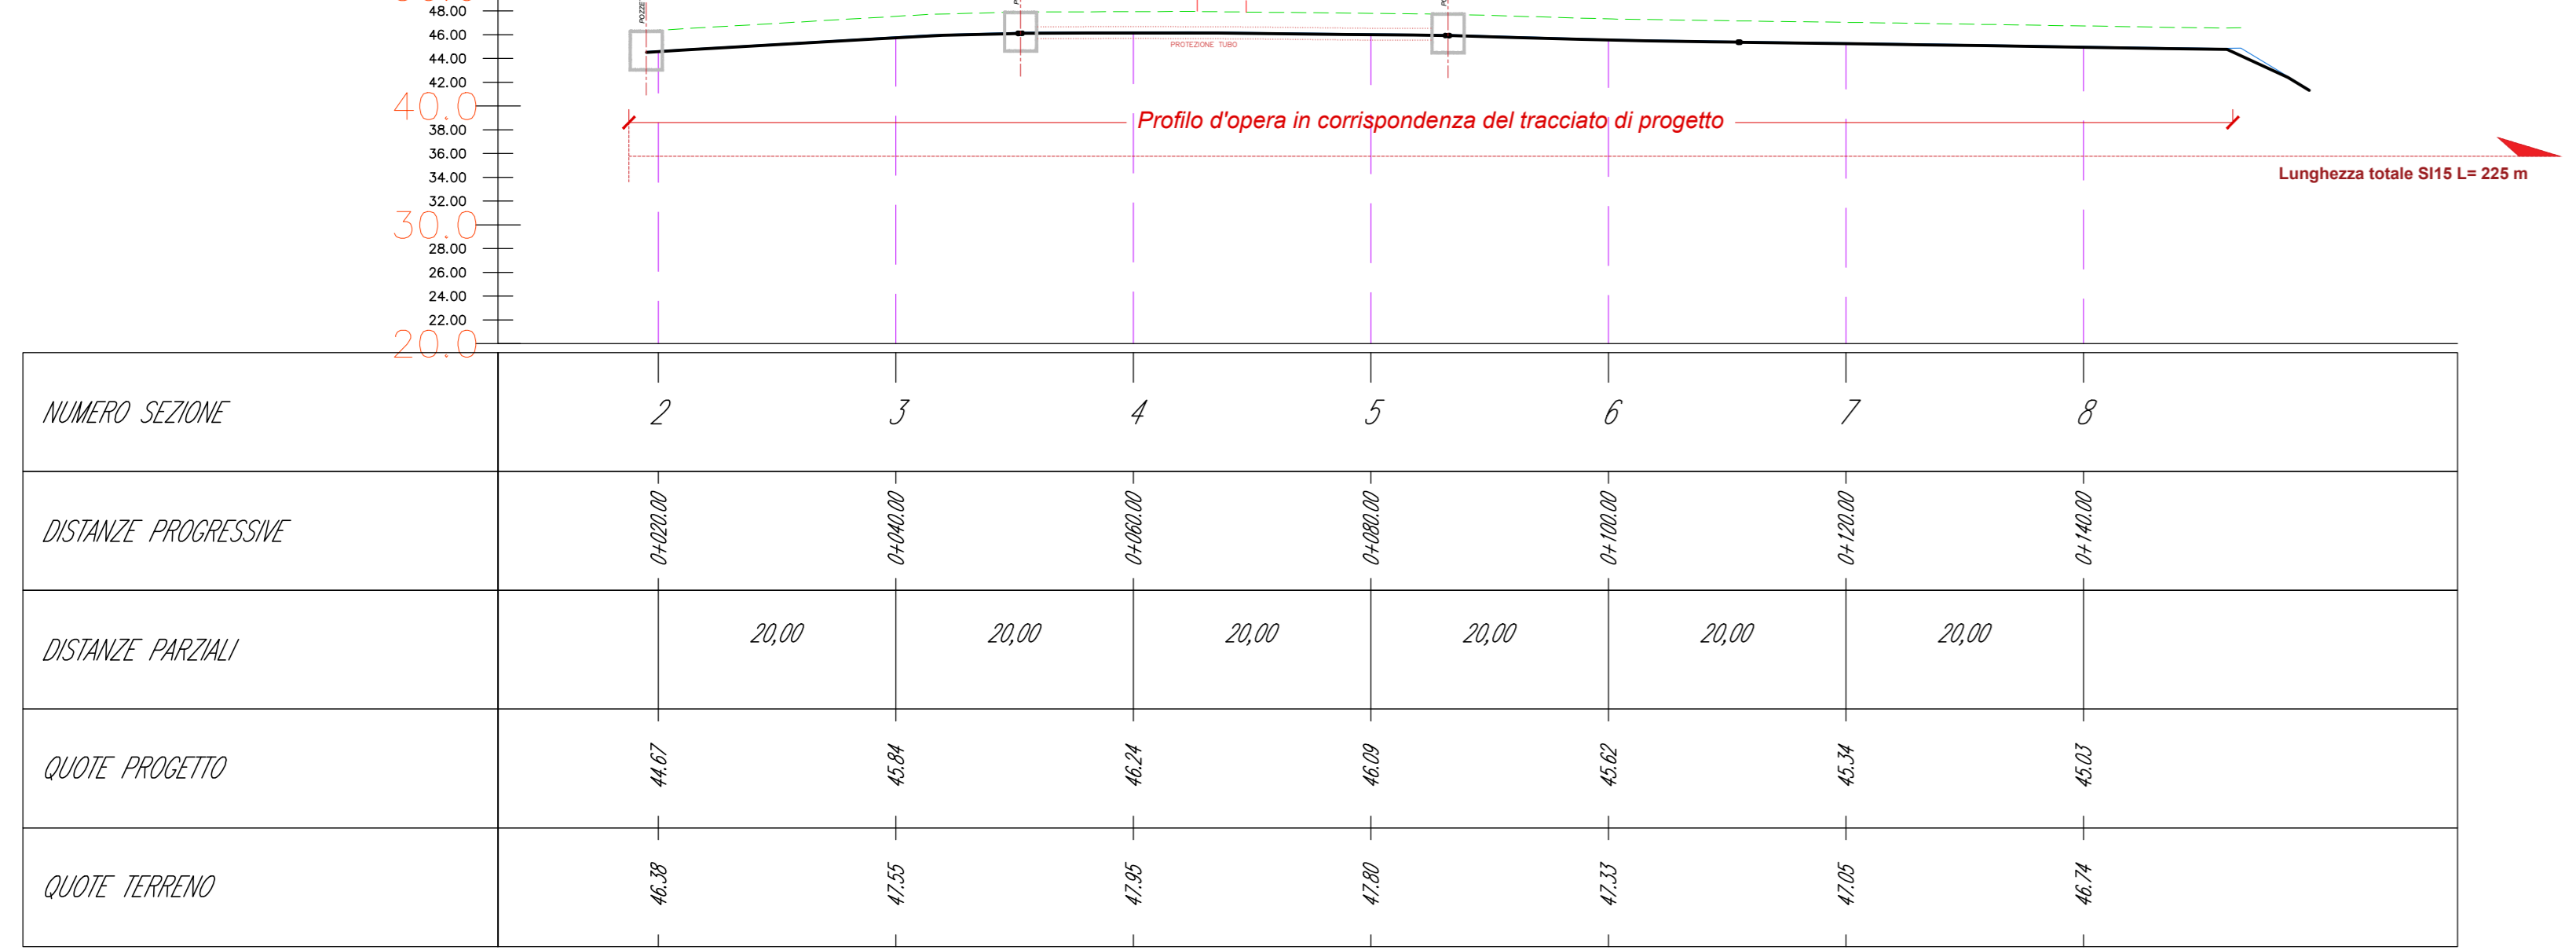 48.00
46.00
44.00
42.00
40.0
38.00
36.00
34.00
32.00
30.0
28.00
26.00
24.00
22.00
20.0
PROTEZIONE TUBO
Profilo d'opera in corrispondenza del tracciato di progetto
Lunghezza totale SI15 L= 225 m
NUMERO SEZIONE 2 3 4 5 6 7 8
DISTANZE PROGRESSIVE 0+020.00 0+040.00 0+060.00 0+080.00 0+100.00 0+120.00 0+140.00
DISTANZE PARZIALI 20,00 20,00 20,00 20,00 20,00 20,00
QUOTE PROGETTO 44.67 45.84 46.24 46.09 45.62 45.34 45.03
QUOTE TERRENO 46.38 47.55 47.95 47.80 47.33 47.05 46.74